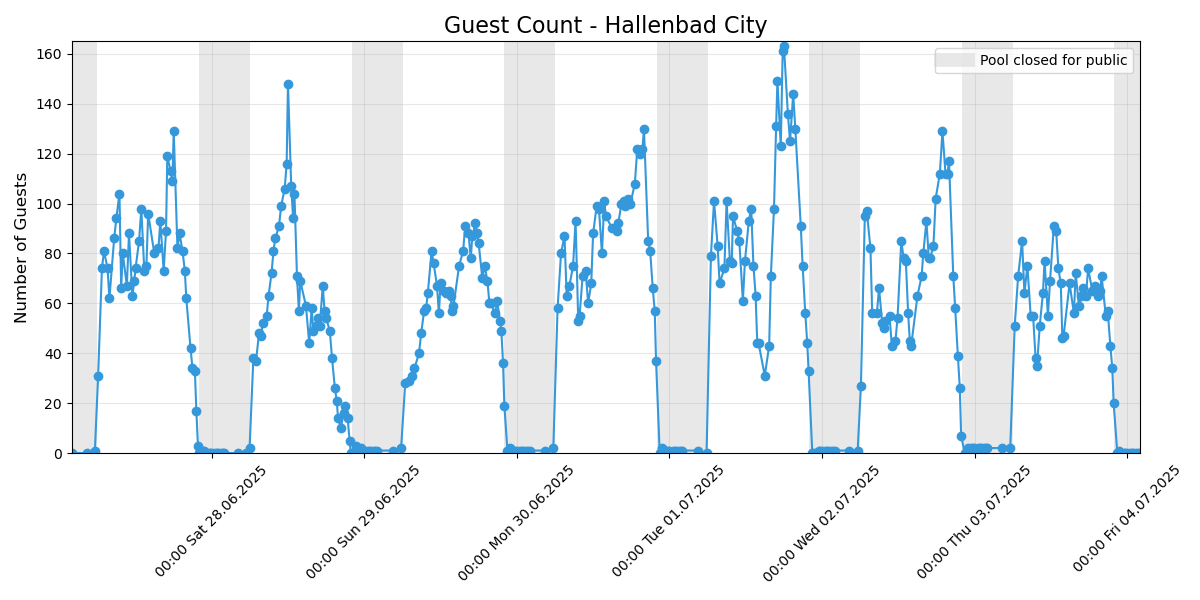 Guest Count - Hallenbad City
Pool closed for public
Number of Guests
160
140
120
100
80
60
40
20
0
00:00 Sat 28.06.2025
00:00 Sun 29.06.2025
00:00 Mon 30.06.2025
00:00 Tue 01.07.2025
00:00 Wed 02.07.2025
00:00 Thu 03.07.2025
00:00 Fri 04.07.2025